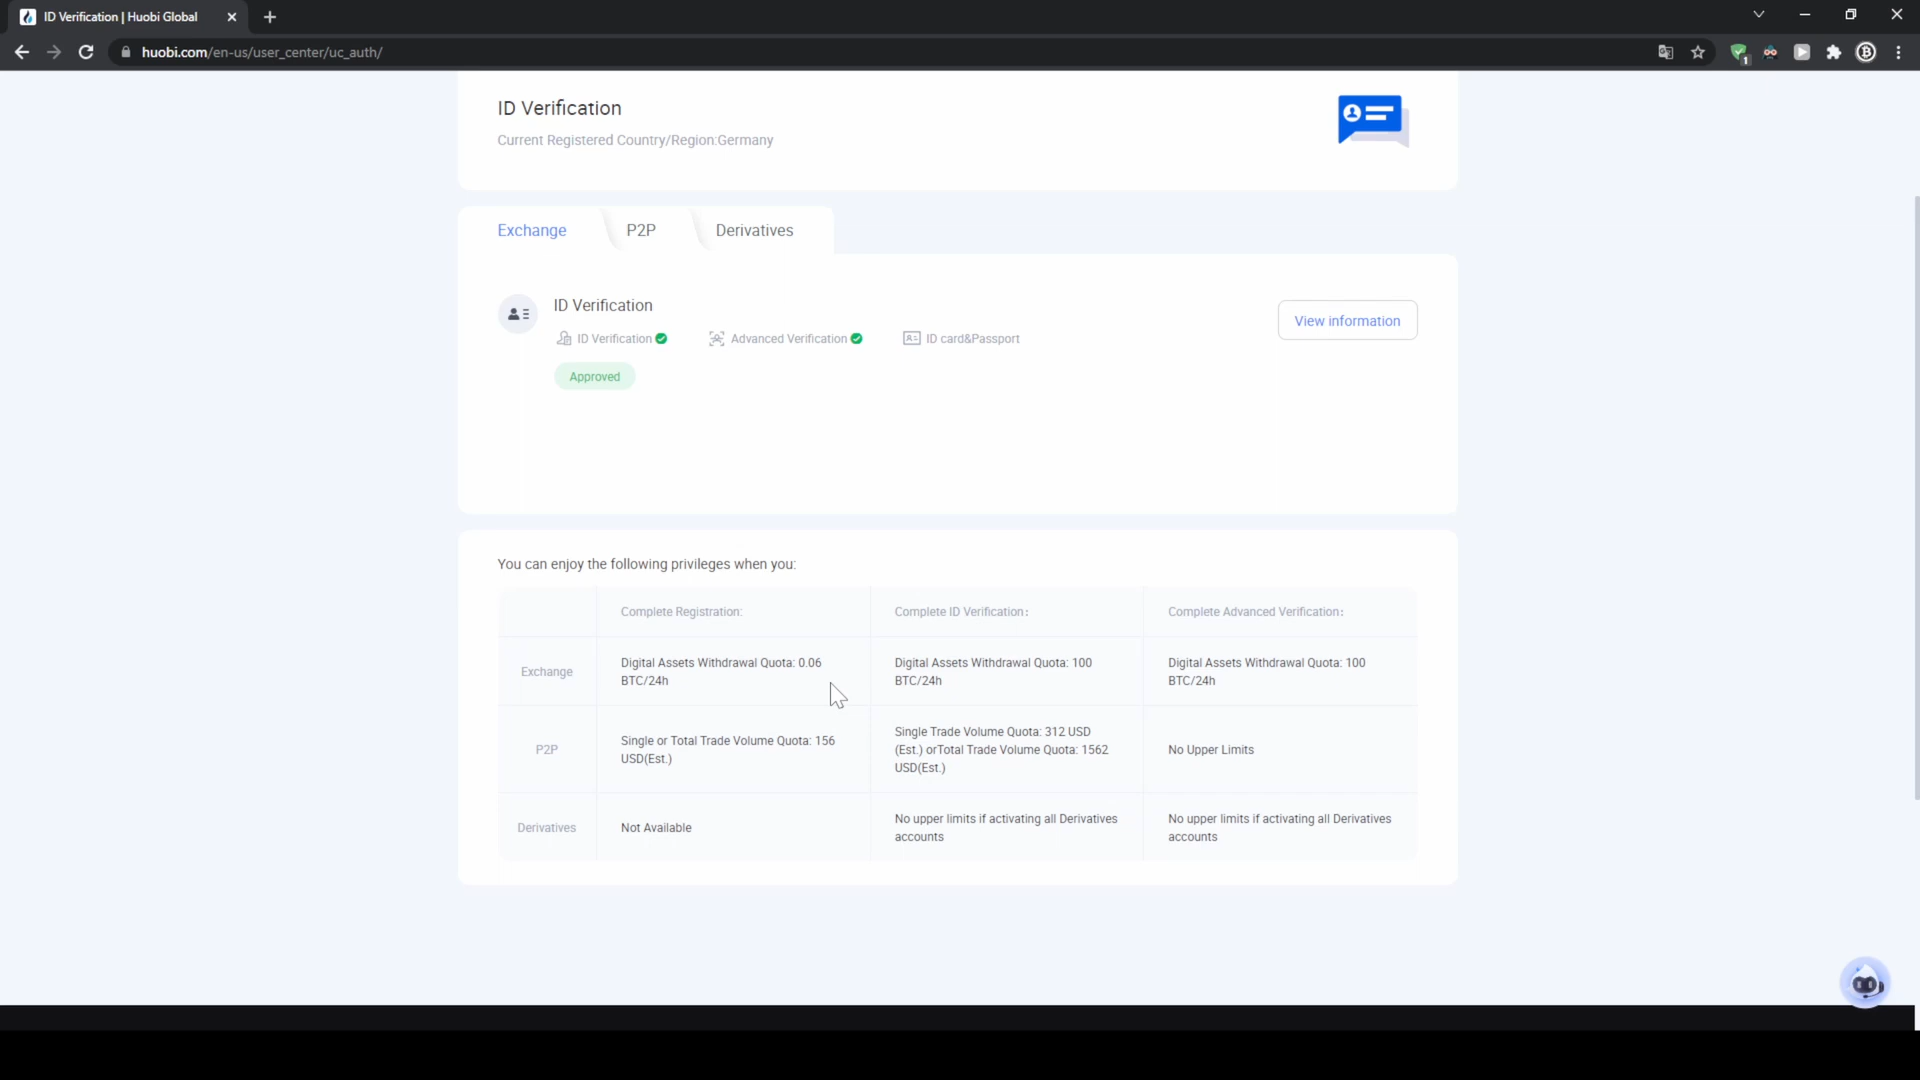 ID Verification | Huobi Global
huobi.com/en-us/user_center/uc_auth/
1
ID Verification
Current Registered Country/Region:Germany
Exchange
P2P
Derivatives
ID Verification
ID Verification
Advanced Verification
ID card&Passport
View information
Approved
You can enjoy the following privileges when you:
Complete Registration:
Complete ID Verification:
Complete Advanced Verification:
Exchange
Digital Assets Withdrawal Quota: 0.06
BTC/24h
Digital Assets Withdrawal Quota: 100
BTC/24h
Digital Assets Withdrawal Quota: 100
BTC/24h
P2P
Single or Total Trade Volume Quota: 156
USD(Est.)
Single Trade Volume Quota: 312 USD
(Est.) orTotal Trade Volume Quota: 1562
USD(Est.)
No Upper Limits
Derivatives
Not Available
No upper limits if activating all Derivatives
accounts
No upper limits if activating all Derivatives
accounts